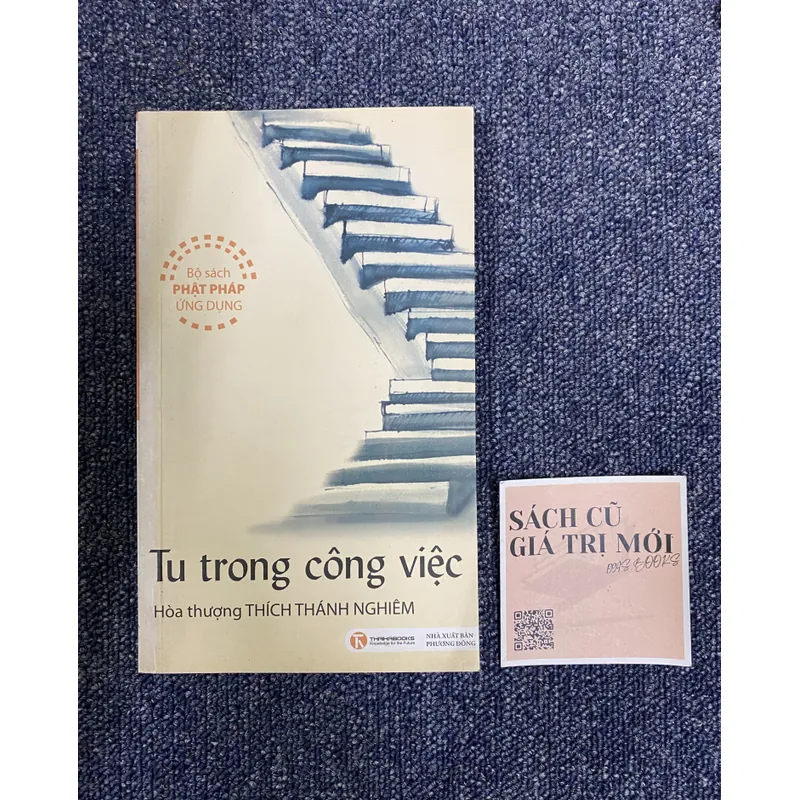 Bộ sách
PHẬT PHÁP
ỨNG DỤNG
Tu trong công việc
Hòa thượng THÍCH THÁNH NGHIÊM
THAIHABOOKS
Knowledge for the Future
NHÀ XUẤT BẢN
PHƯƠNG ĐÔNG
SÁCH CŨ
GIÁ TRỊ MỚI
BOOKS